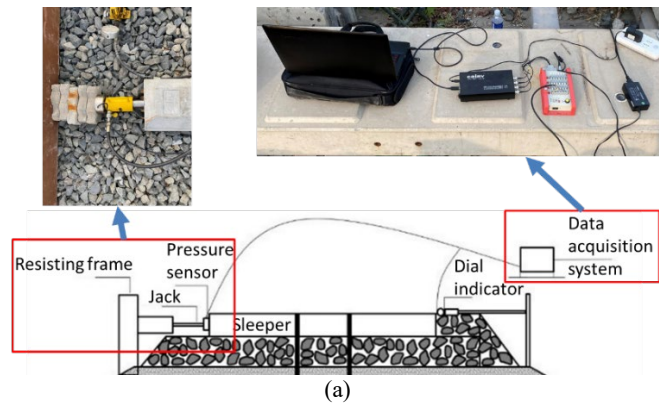 Resisting frame
Jack
Pressure
sensor
Sleeper
Dial
indicator
Data
acquisition
system
(a)